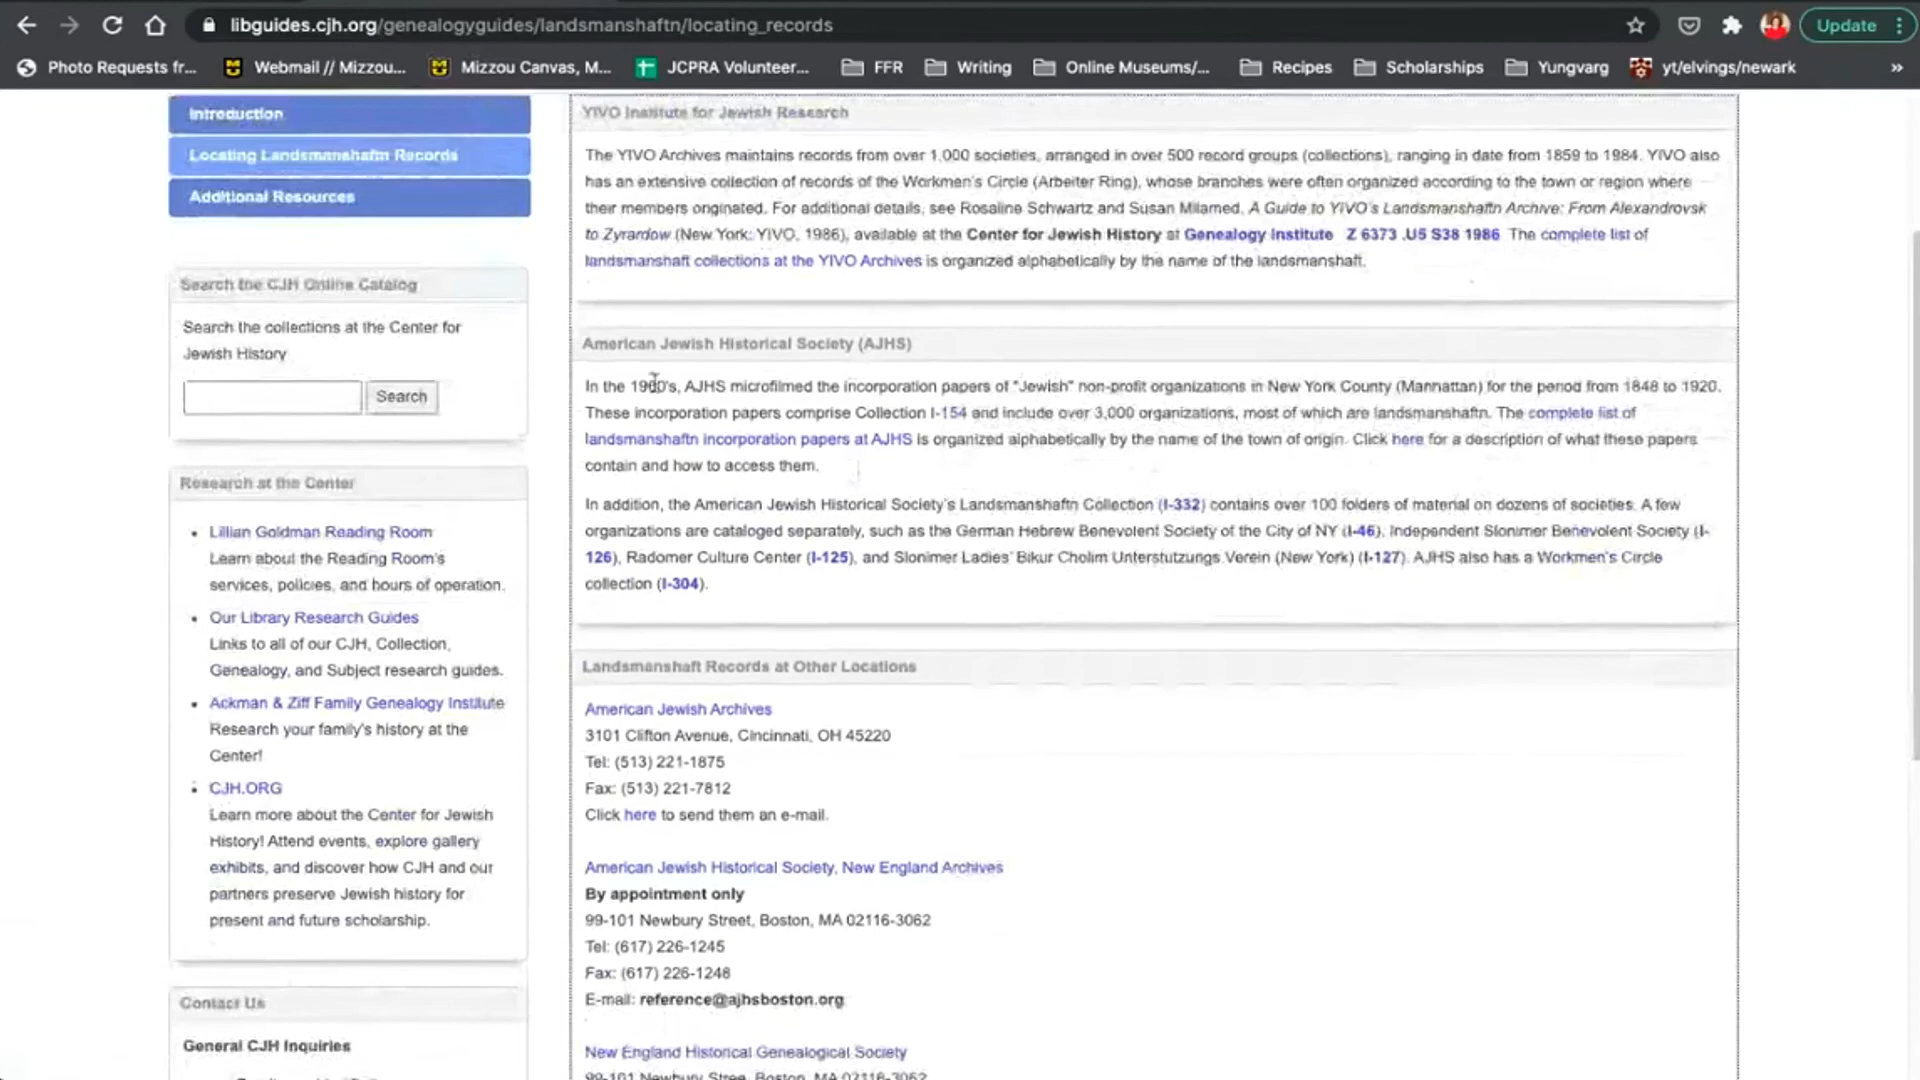 libguides.cjh.org/genealogyguides/landsmanshaftn/locating_records
Update
Photo Requests fr...
Webmail // Mizzou...
Mizzou Canvas, M...
JCPRA Volunteer...
FFR
Writing
Online Museums/...
Recipes
Scholarships
Yungvarg
yt/elvings/newark
»
Introduction
Locating Landsmanshaftn Records
Additional Resources
Search the CJH Online Catalog
Search the collections at the Center for
Jewish History
Search
Research at the Center
Lillian Goldman Reading Room
Learn about the Reading Room's
services, policies, and hours of operation.
Our Library Research Guides
Links to all of our CJH, Collection,
Genealogy, and Subject research guides.
Ackman & Ziff Family Genealogy Institute
Research your family's history at the
Center!
CJH.ORG
Learn more about the Center for Jewish
History! Attend events, explore gallery
exhibits, and discover how CJH and our
partners preserve Jewish history for
present and future scholarship.
Contact Us
General CJH Inquiries
YIVO Institute for Jewish Research
The YIVO Archives maintains records from over 1,000 societies, arranged in over 500 record groups (collections), ranging in date from 1859 to 1984. YIVO also
has an extensive collection of records of the Workmen's Circle (Arbeiter Ring), whose branches were often organized according to the town or region where
their members originated. For additional details, see Rosaline Schwartz and Susan Milamed, A Guide to YIVO's Landsmanshaftn Archive: From Alexandrovsk
to Zyrardow (New York: YIVO, 1986), available at the Center for Jewish History at Genealogy Institute Z 6373 .U5 S38 1986 The complete list of
landsmanshaft collections at the YIVO Archives is organized alphabetically by the name of the landsmanshaft.
American Jewish Historical Society (AJHS)
In the 1960's, AJHS microfilmed the incorporation papers of "Jewish" non-profit organizations in New York County (Manhattan) for the period from 1848 to 1920.
These incorporation papers comprise Collection I-154 and include over 3,000 organizations, most of which are landsmanshaftn. The complete list of
landsmanshaftn incorporation papers at AJHS is organized alphabetically by the name of the town of origin. Click here for a description of what these papers
contain and how to access them.
In addition, the American Jewish Historical Society's Landsmanshaftn Collection (I-332) contains over 100 folders of material on dozens of societies. A few
organizations are cataloged separately, such as the German Hebrew Benevolent Society of the City of NY (I-46), Independent Slonimer Benevolent Society (I-
126), Radomer Culture Center (I-125), and Slonimer Ladies' Bikur Cholim Unterstutzungs Verein (New York) (I-127). AJHS also has a Workmen's Circle
collection (I-304).
Landsmanshaft Records at Other Locations
American Jewish Archives
3101 Clifton Avenue, Cincinnati, OH 45220
Tel: (513) 221-1875
Fax: (513) 221-7812
Click here to send them an e-mail.
American Jewish Historical Society, New England Archives
By appointment only
99-101 Newbury Street, Boston, MA 02116-3062
Tel: (617) 226-1245
Fax: (617) 226-1248
E-mail: reference@ajhsboston.org
New England Historical Genealogical Society
99-101 Newbury Street, Boston, MA 02116-3062